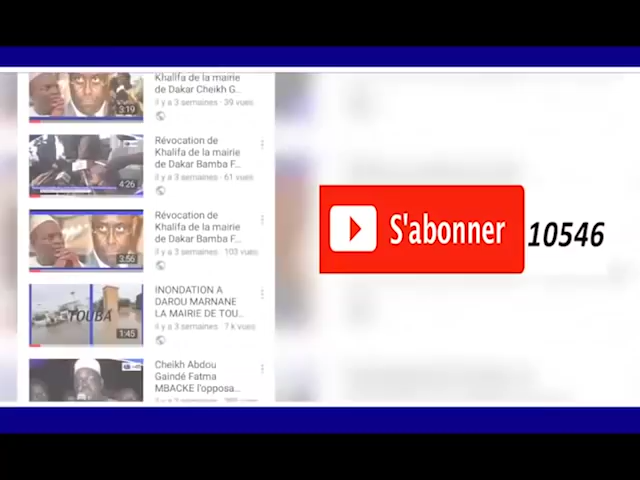 Khalifa de la mairie
de Dakar Cheikh G...
il y a 3 semaines · 39 vues
3:19
Révocation de
Khalifa de la mairie
de Dakar Bamba F...
il y a 3 semaines · 61 vues
4:26
Révocation de
Khalifa de la mairie
de Dakar Bamba F...
il y a 3 semaines · 103 vues
3:56
INONDATION A
DAROU MARNANE
LA MAIRIE DE TOU...
il y a 3 semaines · 7 k vues
TOUBA
1:45
Cheikh Abdou
Gaindé Fatma
MBACKE l'opposa...
S'abonner
10546